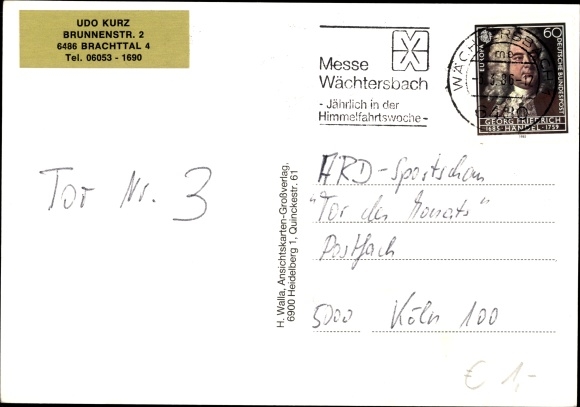 UDO KURZ
BRUNNENSTR. 2
6486 BRACHTTAL 4
Tel. 06053 - 1690
Messe
Wächtersbach
- Jährlich in der
Himmelfahrtswoche -
WÄCHTERSBACH
6480
60
EUROPA
DEUTSCHE BUNDESPOST
GEORG FRIEDRICH
1685 HÄNDEL 1759
Tor Nr. 3
H. Walla, Ansichtskarten-Großverlag,
6900 Heidelberg 1, Quinckestr. 61
ARD - Sportschau
"Tor des Monats"
Postfach
5000 Köln 100
€ 1,-